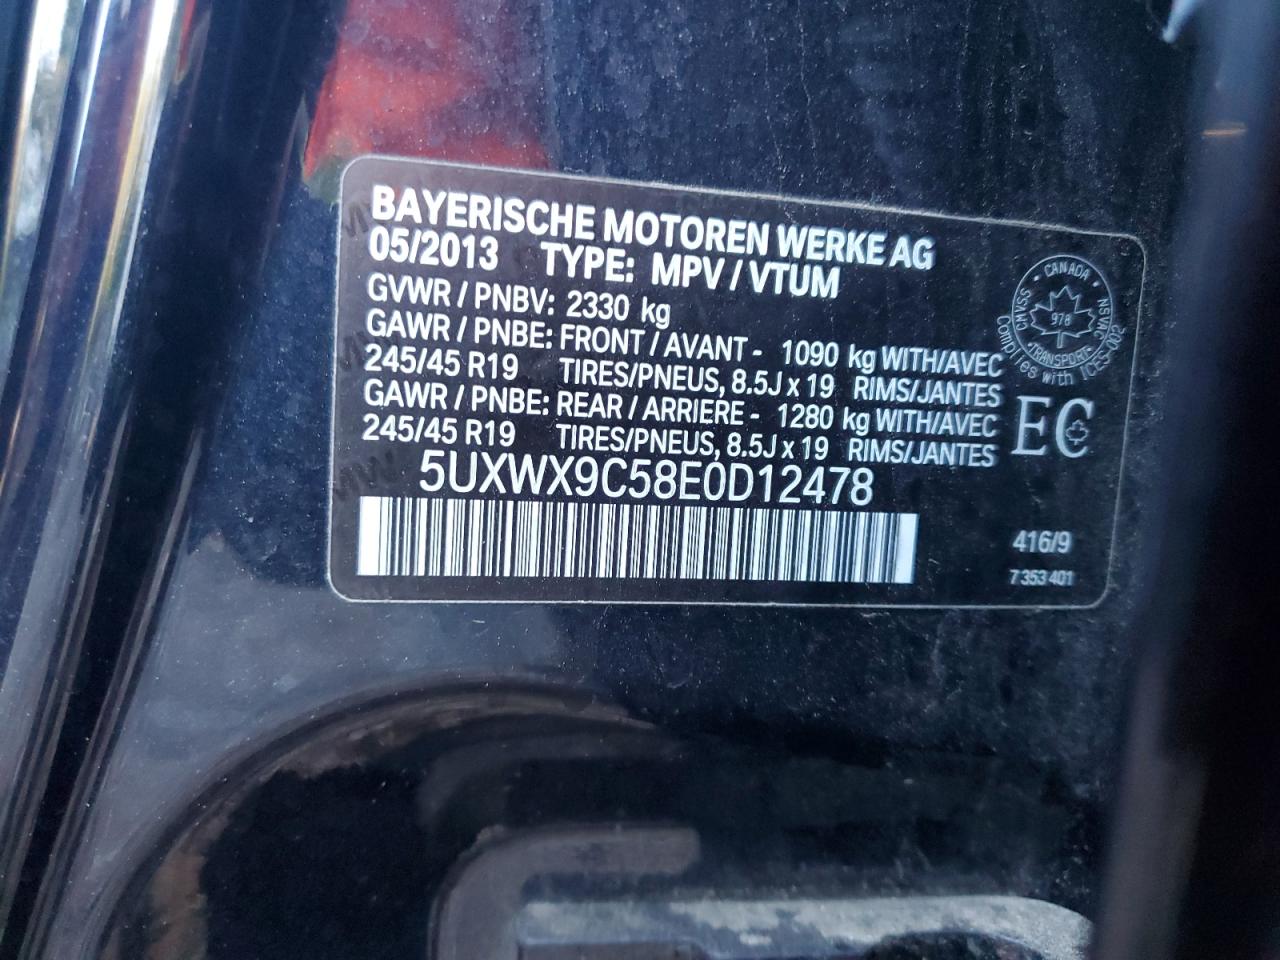 BAYERISCHE MOTOREN WERKE AG
05/2013 TYPE: MPV / VTUM
GVWR / PNBV: 2330 kg
GAWR / PNBE: FRONT / AVANT - 1090 kg WITH/AVEC
245/45 R19 TIRES/PNEUS, 8.5J x 19 RIMS/JANTES
GAWR / PNBE: REAR / ARRIERE - 1280 kg WITH/AVEC
245/45 R19 TIRES/PNEUS, 8.5J x 19 RIMS/JANTES
5UXWX9C58E0D12478
CANADA
CMVSS
NSVAC
978
TRANSPORT
Complies with ICES-002
EC
416/9
7 353 401